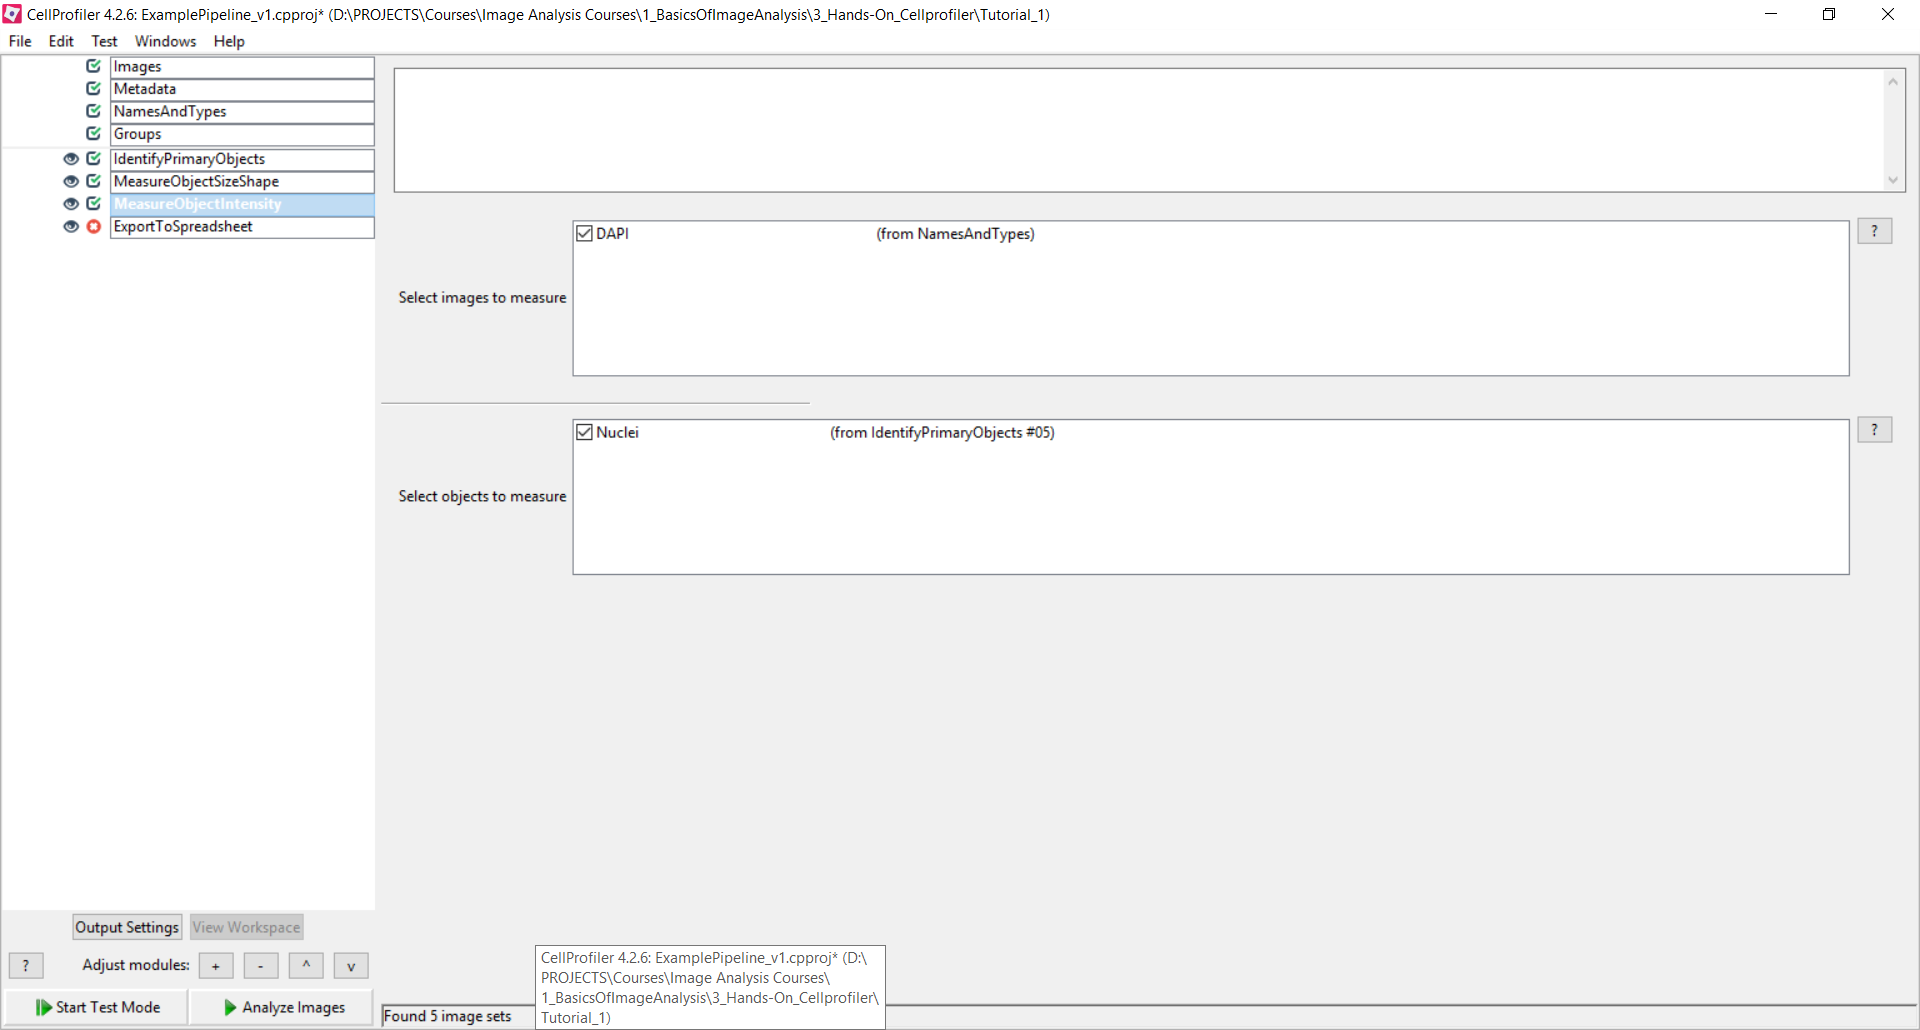 CellProfiler 4.2.6: ExamplePipeline_v1.cpproj* (D:\PROJECTS\Courses\Image Analysis Courses\1_BasicsOfImageAnalysis\3_Hands-On_Cellprofiler\Tutorial_1)
File Edit Test Windows Help
Images
Metadata
NamesAndTypes
Groups
IdentifyPrimaryObjects
MeasureObjectSizeShape
MeasureObjectIntensity
ExportToSpreadsheet
DAPI (from NamesAndTypes)
?
Select images to measure
Nuclei (from IdentifyPrimaryObjects #05)
?
Select objects to measure
Output Settings View Workspace
? Adjust modules: + - ^ v
Start Test Mode Analyze Images
Found 5 image sets
CellProfiler 4.2.6: ExamplePipeline_v1.cpproj* (D:\
PROJECTS\Courses\Image Analysis Courses\
1_BasicsOfImageAnalysis\3_Hands-On_Cellprofiler\
Tutorial_1)